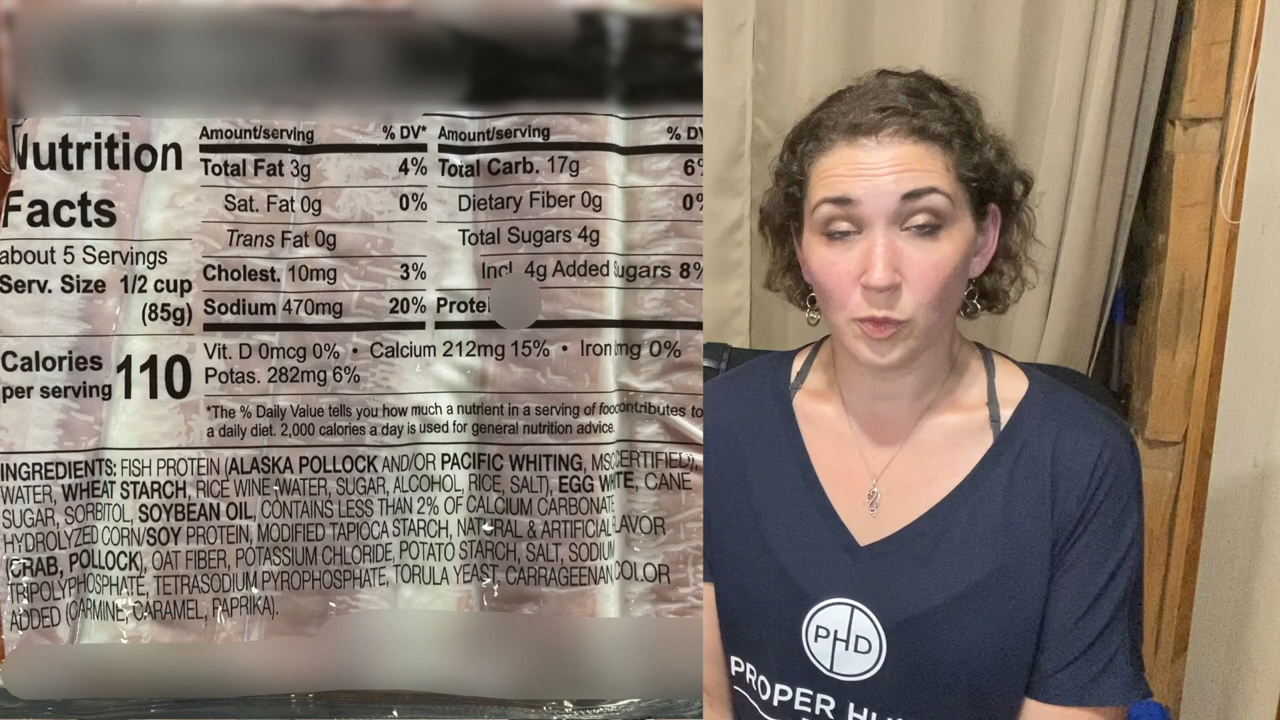 Nutrition
Facts
about 5 Servings
Serv. Size 1/2 cup
(85g)
Calories
per serving 110
Amount/serving % DV*
Total Fat 3g 4%
Sat. Fat 0g 0%
Trans Fat 0g
Cholest. 10mg 3%
Sodium 470mg 20%
Amount/serving % DV
Total Carb. 17g 6%
Dietary Fiber 0g 0%
Total Sugars 4g
Incl. 4g Added Sugars 8%
Protei
Vit. D 0mcg 0% • Calcium 212mg 15% • Iron mg 0%
Potas. 282mg 6%
*The % Daily Value tells you how much a nutrient in a serving of food contributes to
a daily diet. 2,000 calories a day is used for general nutrition advice.
INGREDIENTS: FISH PROTEIN (ALASKA POLLOCK AND/OR PACIFIC WHITING, MSC CERTIFIED),
WATER, WHEAT STARCH, RICE WINE (WATER, SUGAR, ALCOHOL, RICE, SALT), EGG WHITE, CANE
SUGAR, SORBITOL, SOYBEAN OIL, CONTAINS LESS THAN 2% OF CALCIUM CARBONATE
HYDROLYZED CORN/SOY PROTEIN, MODIFIED TAPIOCA STARCH, NATURAL & ARTIFICIAL FLAVOR
(CRAB, POLLOCK), OAT FIBER, POTASSIUM CHLORIDE, POTATO STARCH, SALT, SODIUM
TRIPOLYPHOSPHATE, TETRASODIUM PYROPHOSPHATE, TORULA YEAST, CARRAGEENAN COLOR
ADDED (CARMINE, CARAMEL, PAPRIKA).
PHD
PROPER HU